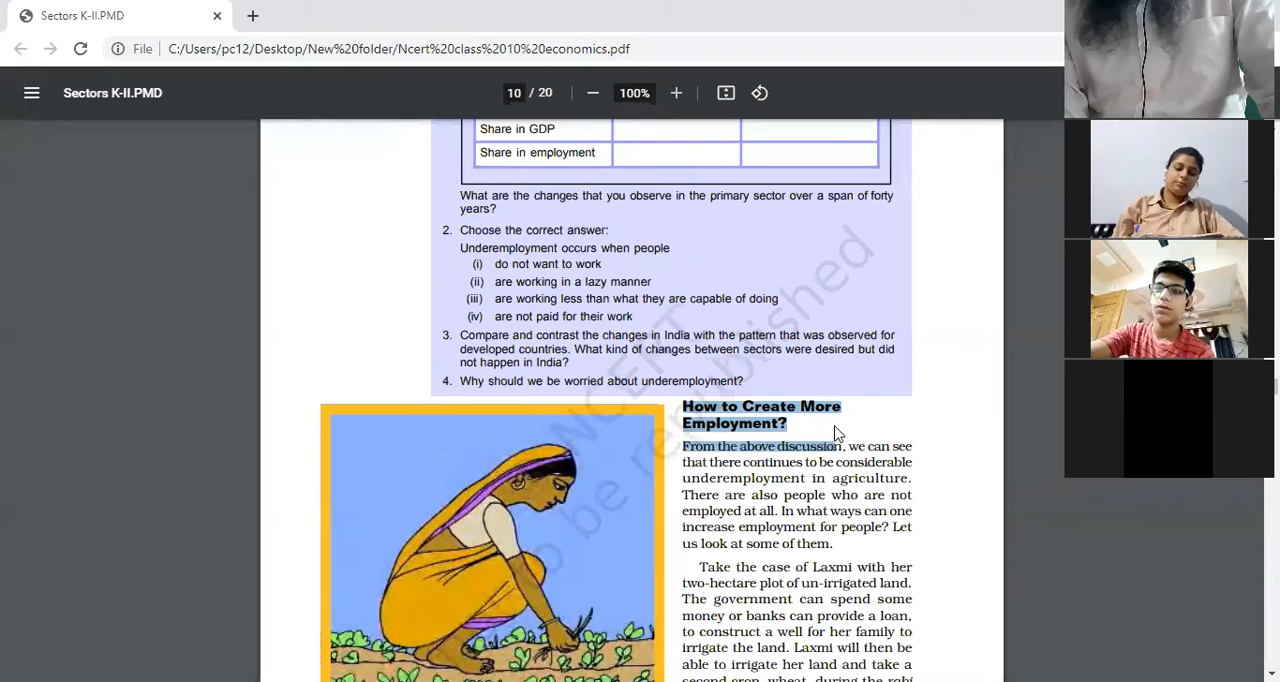 Sectors K-II.PMD
File
C:/Users/pc12/Desktop/New%20folder/Ncert%20class%2010%20economics.pdf
Sectors K-II.PMD
10 / 20
100%
Share in GDP
Share in employment
What are the changes that you observe in the primary sector over a span of forty
years?
2. Choose the correct answer:
Underemployment occurs when people
(i) do not want to work
(ii) are working in a lazy manner
(iii) are working less than what they are capable of doing
(iv) are not paid for their work
3. Compare and contrast the changes in India with the pattern that was observed for
developed countries. What kind of changes between sectors were desired but did
not happen in India?
4. Why should we be worried about underemployment?
How to Create More
Employment?
From the above discussion, we can see
that there continues to be considerable
underemployment in agriculture.
There are also people who are not
employed at all. In what ways can one
increase employment for people? Let
us look at some of them.
Take the case of Laxmi with her
two-hectare plot of un-irrigated land.
The government can spend some
money or banks can provide a loan,
to construct a well for her family to
irrigate the land. Laxmi will then be
able to irrigate her land and take a
second crop, wheat, during the rabi
NCERT
o be republished